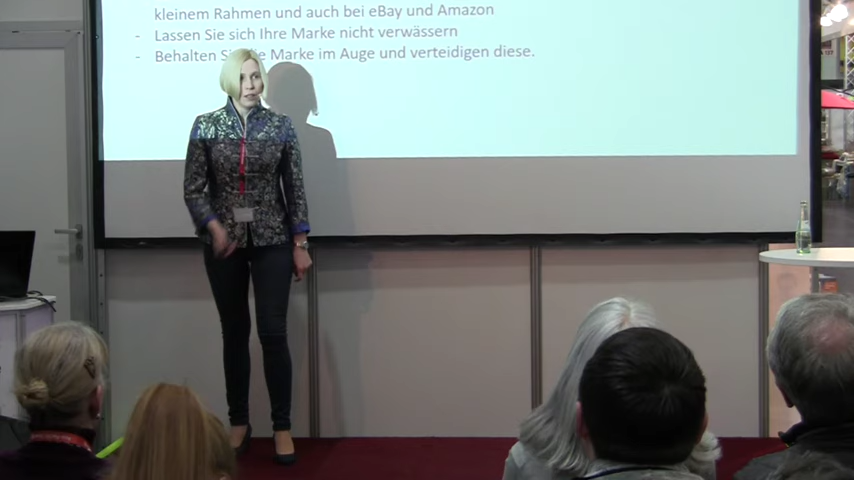 kleinem Rahmen und auch bei eBay und Amazon
- Lassen Sie sich Ihre Marke nicht verwässern
- Behalten Marke im Auge und verteidigen diese.